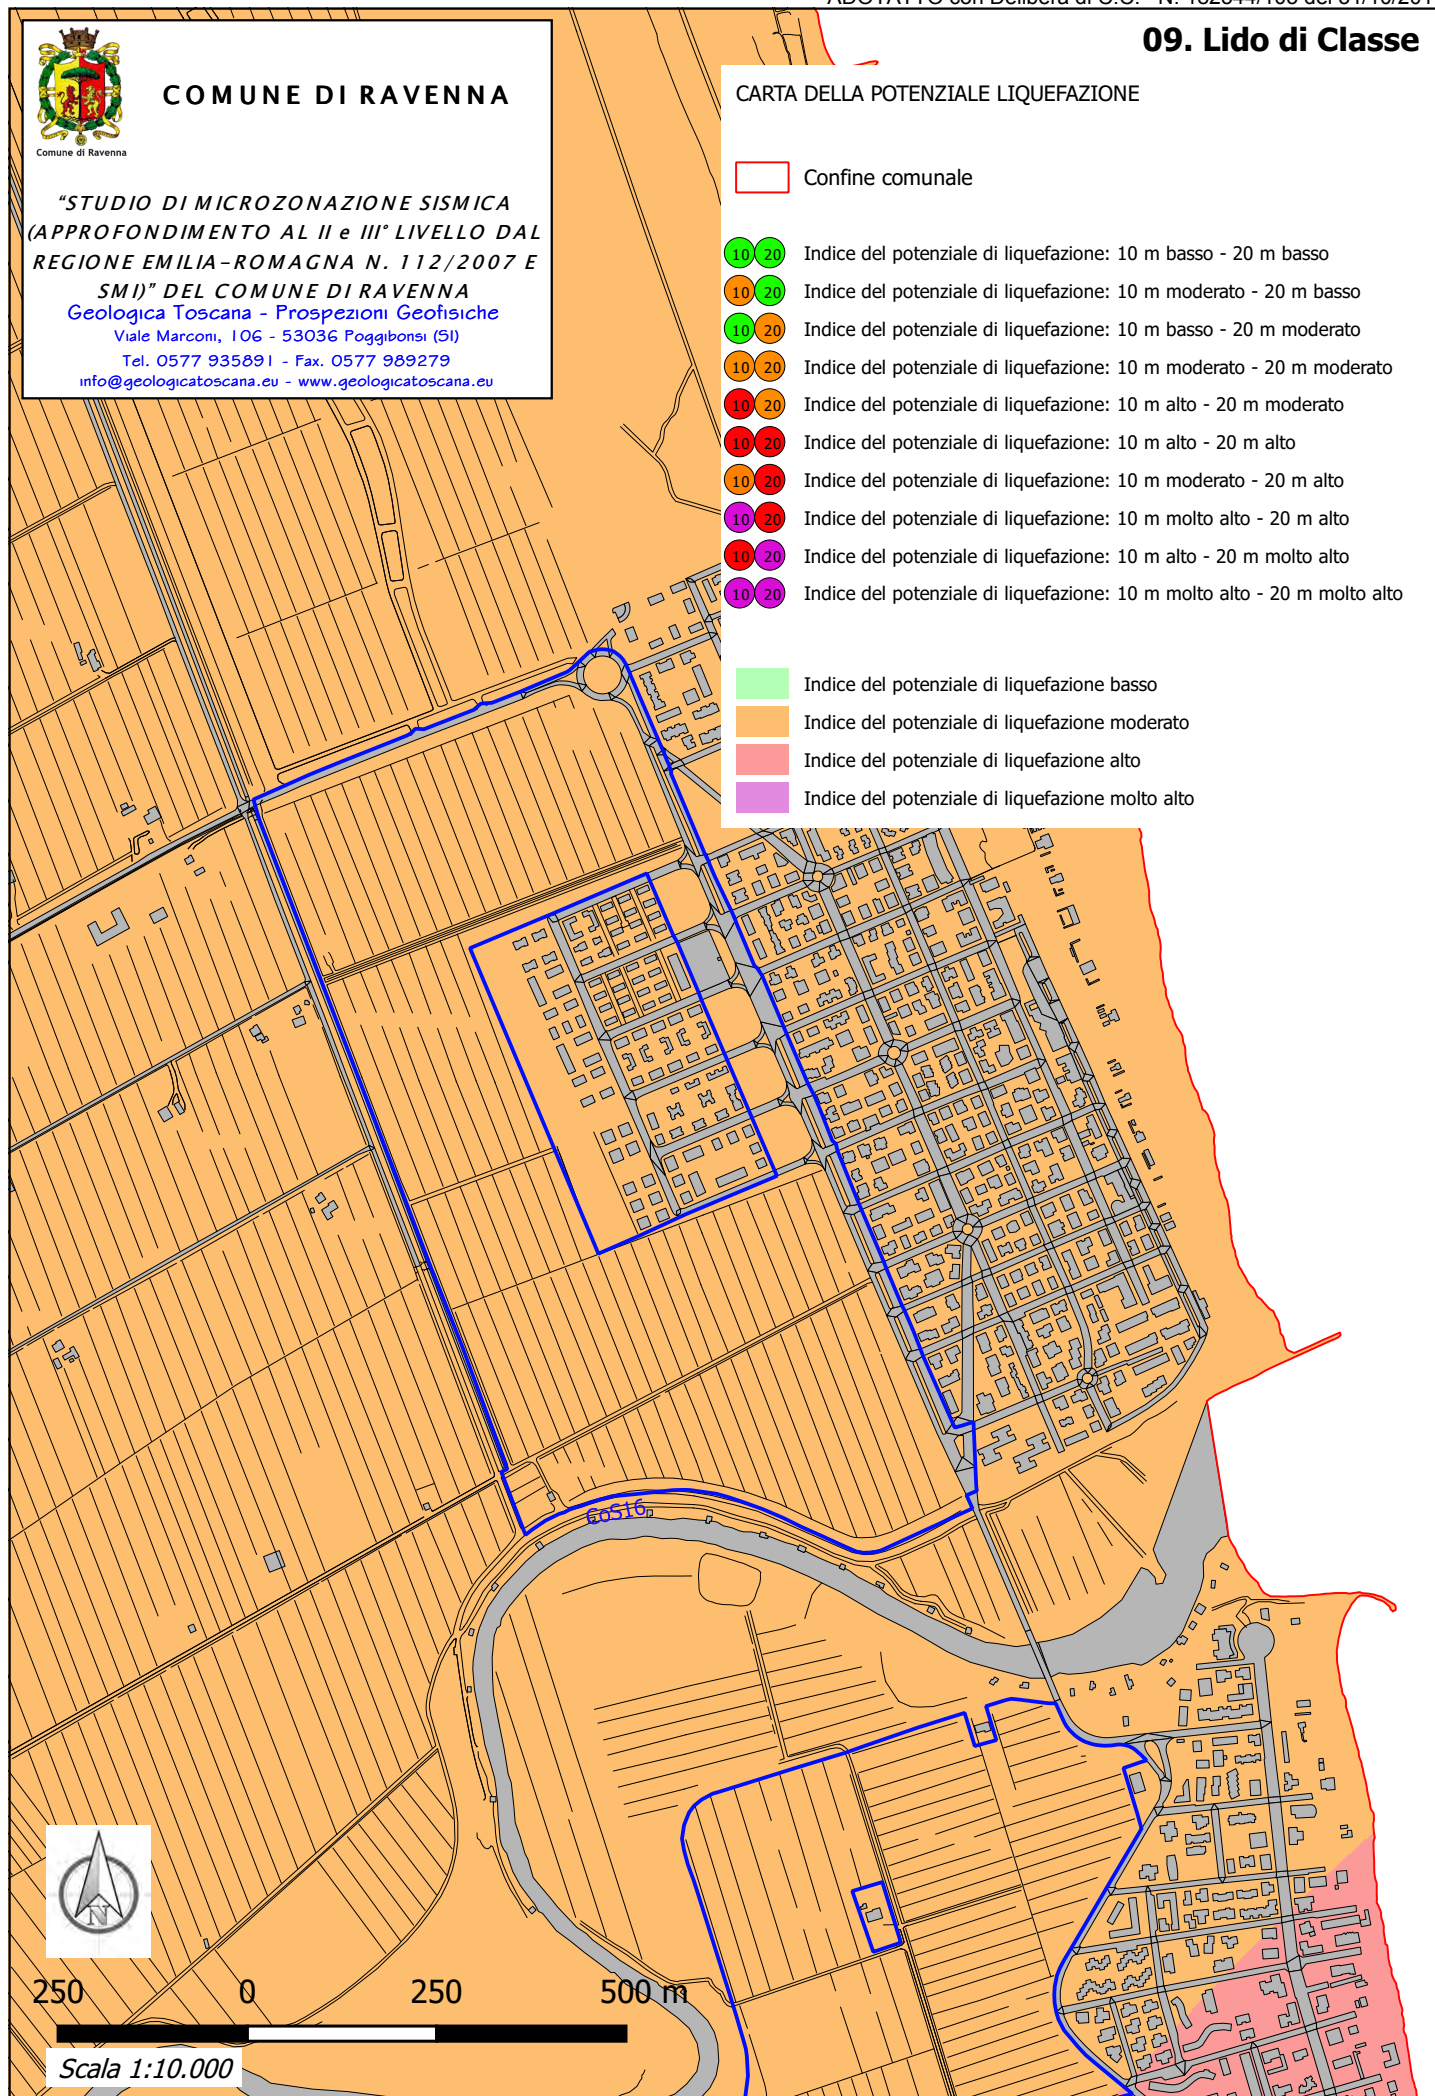 09. Lido di Classe
COMUNE DI RAVENNA
Comune di Ravenna
"STUDIO DI MICROZONAZIONE SISMICA
(APPROFONDIMENTO AL II e III° LIVELLO DAL
REGIONE EMILIA-ROMAGNA N. 112/2007 E
SMI)" DEL COMUNE DI RAVENNA
Geologica Toscana - Prospezioni Geofisiche
Viale Marconi, 106 - 53036 Poggibonsi (SI)
Tel. 0577 935891 - Fax. 0577 989279
info@geologicatoscana.eu - www.geologicatoscana.eu
CARTA DELLA POTENZIALE LIQUEFAZIONE
Confine comunale
10 20 Indice del potenziale di liquefazione: 10 m basso - 20 m basso
10 20 Indice del potenziale di liquefazione: 10 m moderato - 20 m basso
10 20 Indice del potenziale di liquefazione: 10 m basso - 20 m moderato
10 20 Indice del potenziale di liquefazione: 10 m moderato - 20 m moderato
10 20 Indice del potenziale di liquefazione: 10 m alto - 20 m moderato
10 20 Indice del potenziale di liquefazione: 10 m alto - 20 m alto
10 20 Indice del potenziale di liquefazione: 10 m moderato - 20 m alto
10 20 Indice del potenziale di liquefazione: 10 m molto alto - 20 m alto
10 20 Indice del potenziale di liquefazione: 10 m alto - 20 m molto alto
10 20 Indice del potenziale di liquefazione: 10 m molto alto - 20 m molto alto
Indice del potenziale di liquefazione basso
Indice del potenziale di liquefazione moderato
Indice del potenziale di liquefazione alto
Indice del potenziale di liquefazione molto alto
CoS16
N
250 0 250 500 m
Scala 1:10.000